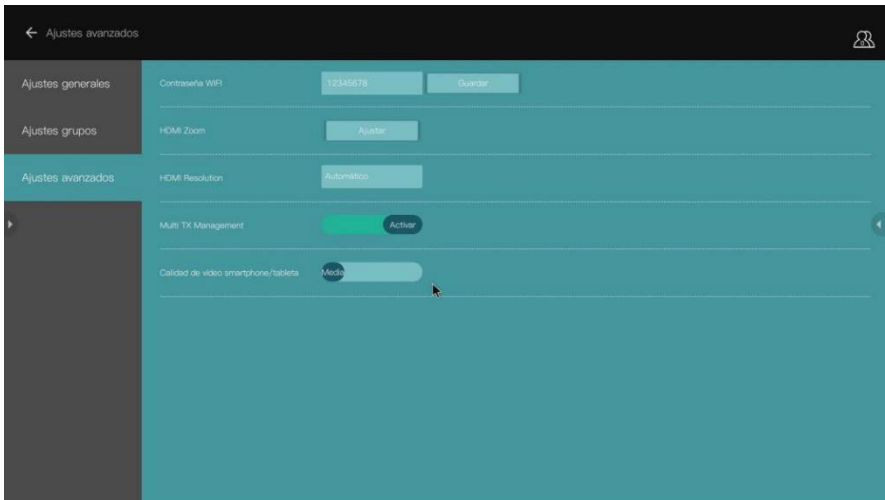 Ajustes avanzados
Ajustes generales
Ajustes grupos
Ajustes avanzados
Contraseña WIFI 12345678 Guardar
HDMI Zoom Ajustar
HDMI Resolution Automático
Multi TX Management Activar
Calidad de video smartphone/tableta Media